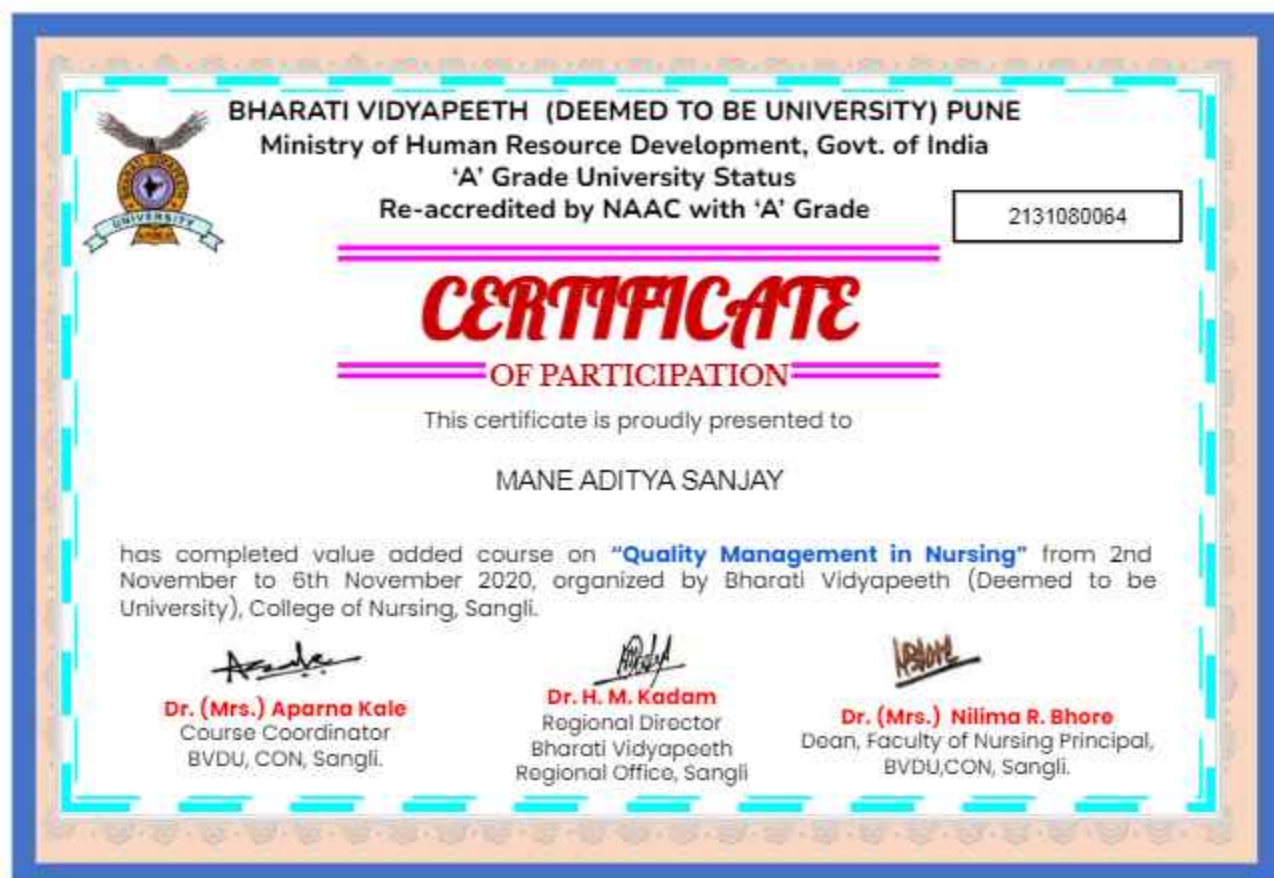 BHARATI VIDYAPEETH (DEEMED TO BE UNIVERSITY) PUNE
Ministry of Human Resource Development, Govt. of India
‘A’ Grade University Status
Re-accredited by NAAC with ‘A’ Grade
2131080064
BHARATI VIDYAPEETH
UNIVERSITY
CERTIFICATE
OF PARTICIPATION
This certificate is proudly presented to
MANE ADITYA SANJAY
has completed value added course on “Quality Management in Nursing” from 2nd
November to 6th November 2020, organized by Bharati Vidyapeeth (Deemed to be
University), College of Nursing, Sangli.
Dr. (Mrs.) Aparna Kale
Course Coordinator
BVDU, CON, Sangli.
Dr. H. M. Kadam
Regional Director
Bharati Vidyapeeth
Regional Office, Sangli
Dr. (Mrs.) Nilima R. Bhore
Dean, Faculty of Nursing Principal,
BVDU,CON, Sangli.